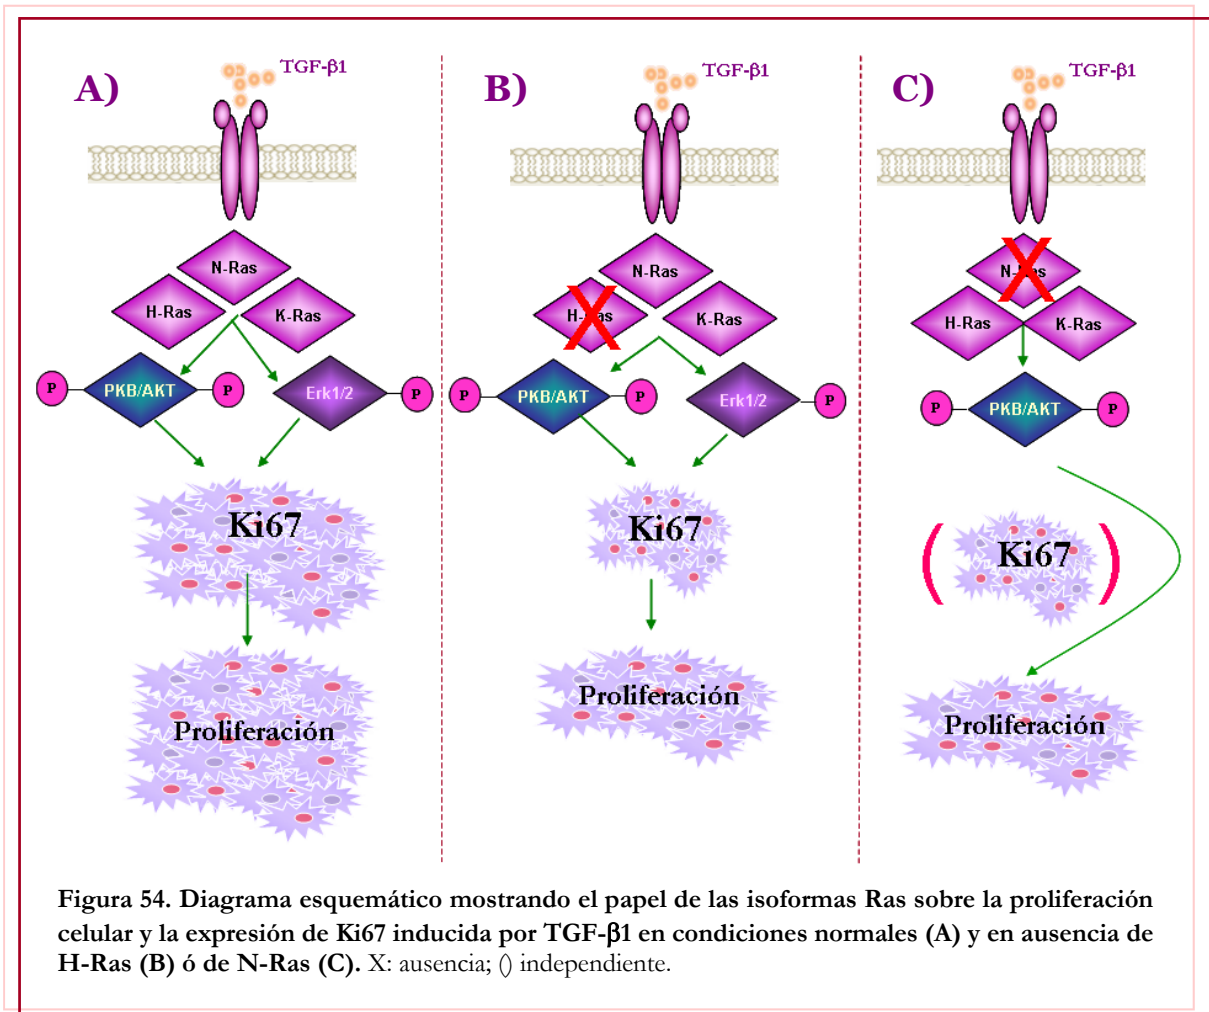 A)
TGF-β1
N-Ras
H-Ras
K-Ras
P
PKB/AKT
P
Erk1/2
P
Ki67
Proliferación
B)
TGF-β1
N-Ras
H-Ras
K-Ras
P
PKB/AKT
P
Erk1/2
P
Ki67
Proliferación
C)
TGF-β1
N-Ras
H-Ras
K-Ras
P
PKB/AKT
P
( Ki67 )
Proliferación
Figura 54. Diagrama esquemático mostrando el papel de las isoformas Ras sobre la proliferación
celular y la expresión de Ki67 inducida por TGF-β1 en condiciones normales (A) y en ausencia de
H-Ras (B) ó de N-Ras (C). X: ausencia; () independiente.